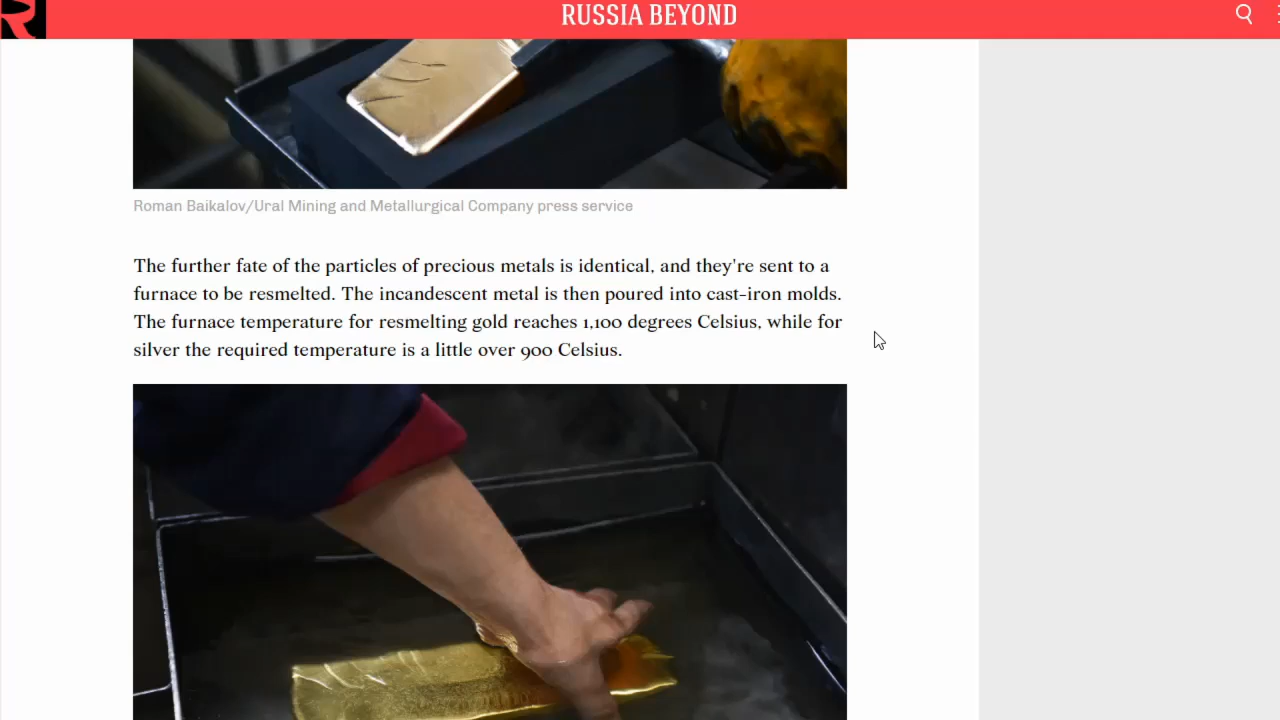 RUSSIA BEYOND
Roman Baikalov/Ural Mining and Metallurgical Company press service
The further fate of the particles of precious metals is identical, and they're sent to a
furnace to be resmelted. The incandescent metal is then poured into cast-iron molds.
The furnace temperature for resmelting gold reaches 1,100 degrees Celsius, while for
silver the required temperature is a little over 900 Celsius.